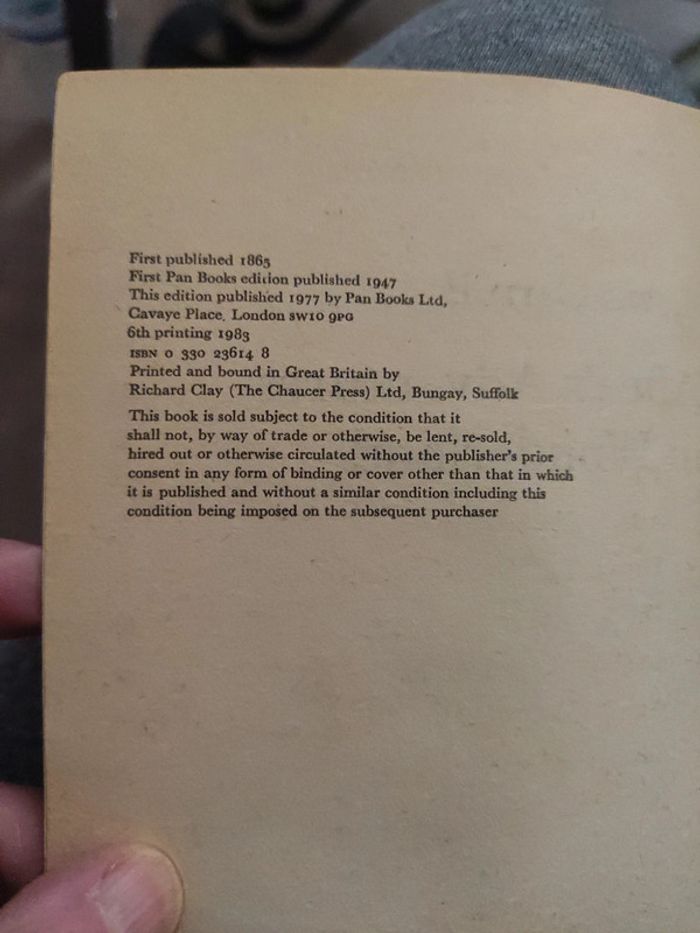 First published 1865
First Pan Books edition published 1947
This edition published 1977 by Pan Books Ltd,
Cavaye Place, London SW10 9PG
6th printing 1983
ISBN 0 330 23614 8
Printed and bound in Great Britain by
Richard Clay (The Chaucer Press) Ltd, Bungay, Suffolk
This book is sold subject to the condition that it
shall not, by way of trade or otherwise, be lent, re-sold,
hired out or otherwise circulated without the publisher's prior
consent in any form of binding or cover other than that in which
it is published and without a similar condition including this
condition being imposed on the subsequent purchaser